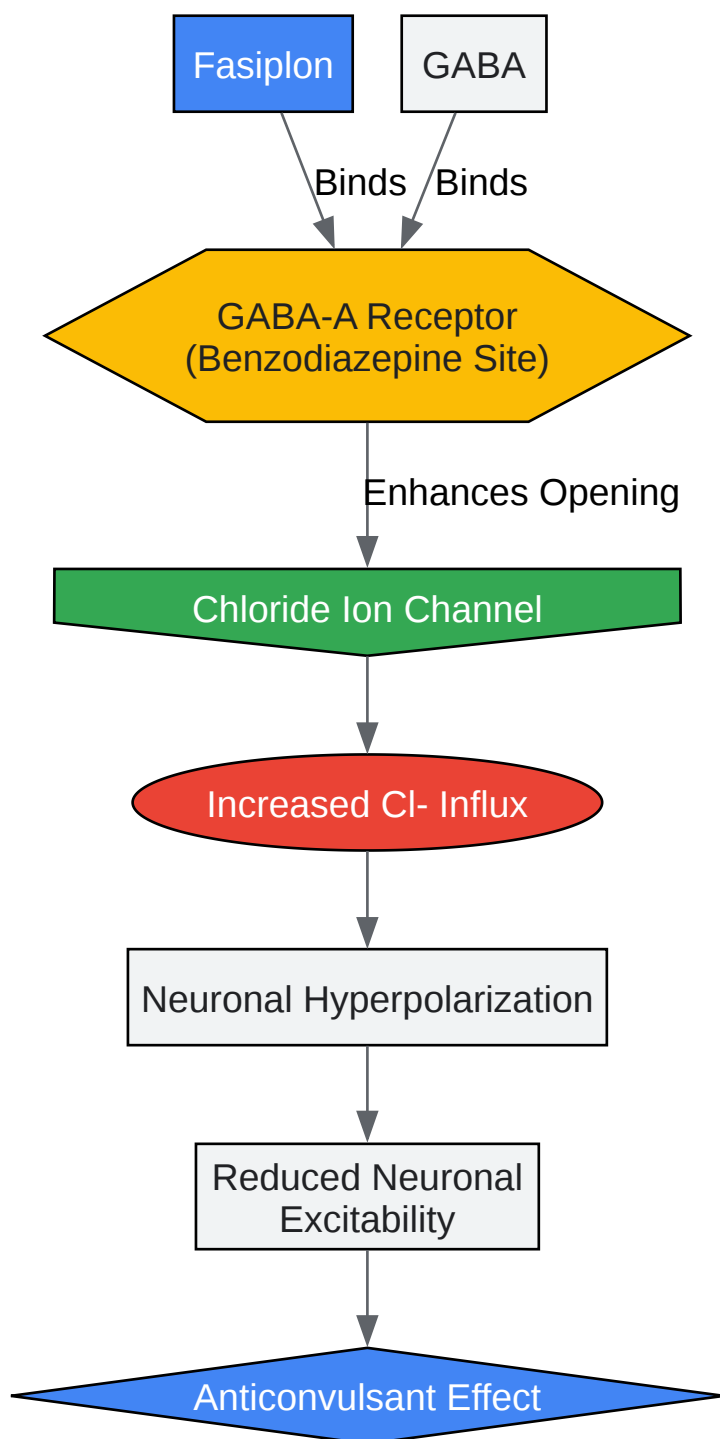 Fasiplon
GABA
Binds
Binds
GABA-A Receptor
(Benzodiazepine Site)
Enhances Opening
Chloride Ion Channel
Increased Cl- Influx
Neuronal Hyperpolarization
Reduced Neuronal
Excitability
Anticonvulsant Effect